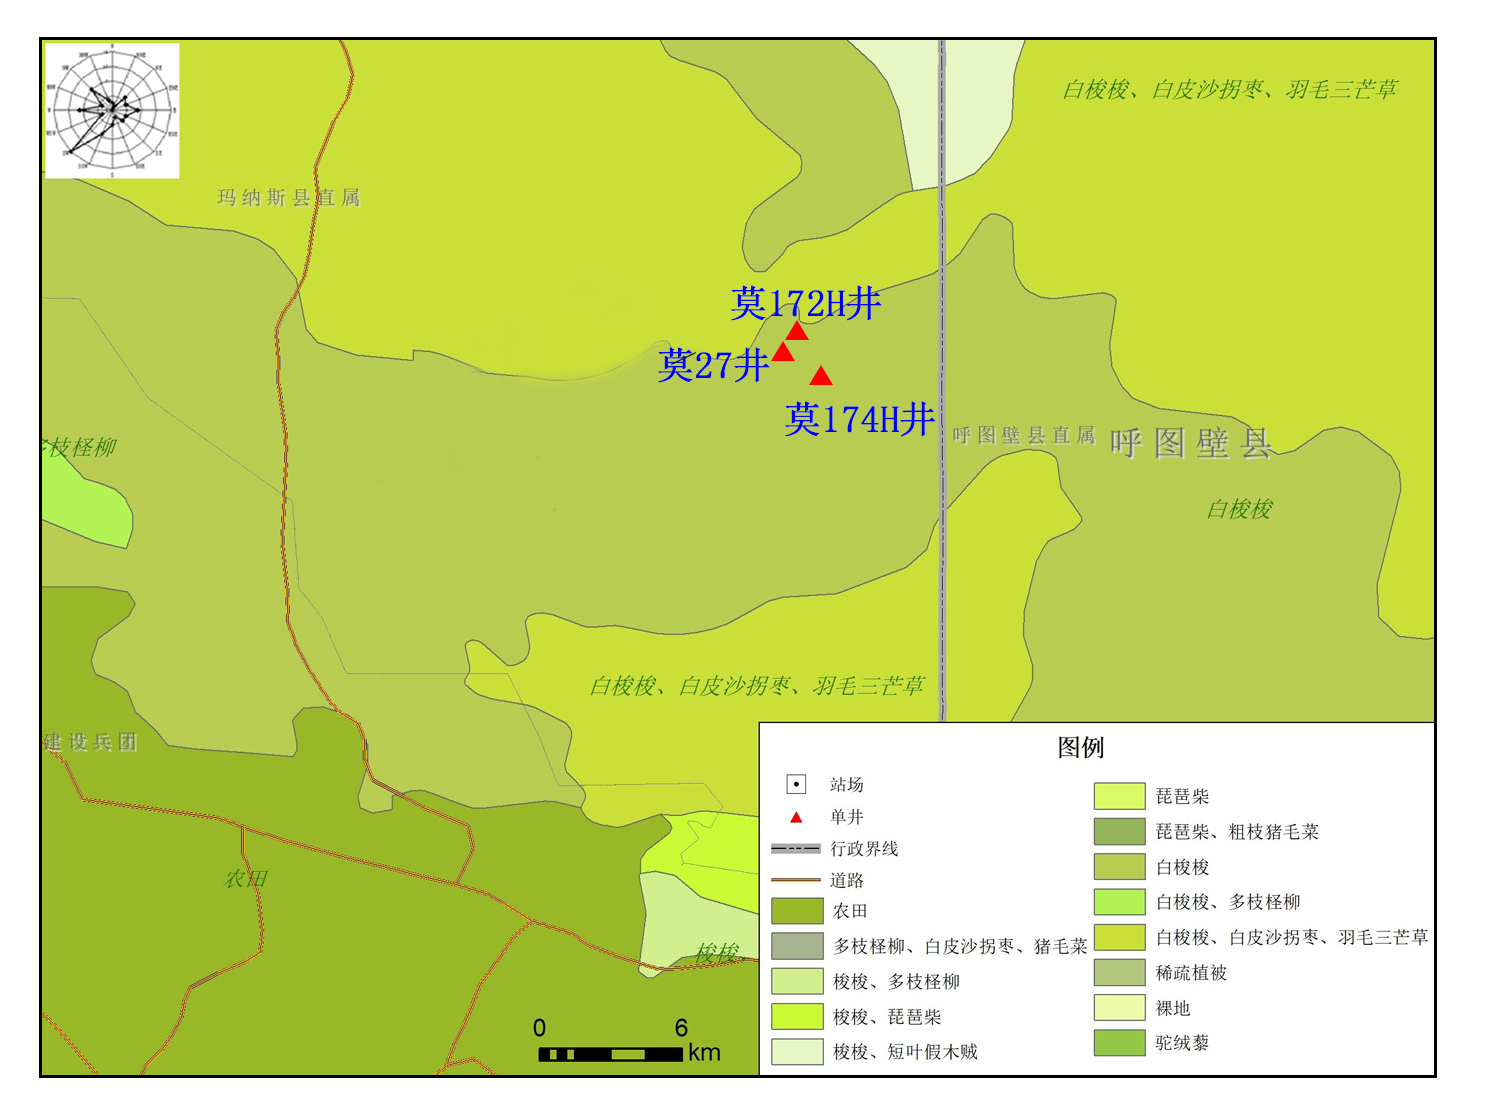 白梭梭、白皮沙拐枣、羽毛三芒草
玛纳斯县直属
莫172H井
莫27井
莫174H井
呼图壁县直属
呼图壁县
枝柽柳
白梭梭
白梭梭、白皮沙拐枣、羽毛三芒草
建设兵团
农田
梭梭、
0 6
km
图例
站场
单井
行政界线
道路
农田
多枝柽柳、白皮沙拐枣、猪毛菜
梭梭、多枝柽柳
梭梭、琵琶柴
梭梭、短叶假木贼
琵琶柴
琵琶柴、粗枝猪毛菜
白梭梭
白梭梭、多枝柽柳
白梭梭、白皮沙拐枣、羽毛三芒草
稀疏植被
裸地
驼绒藜